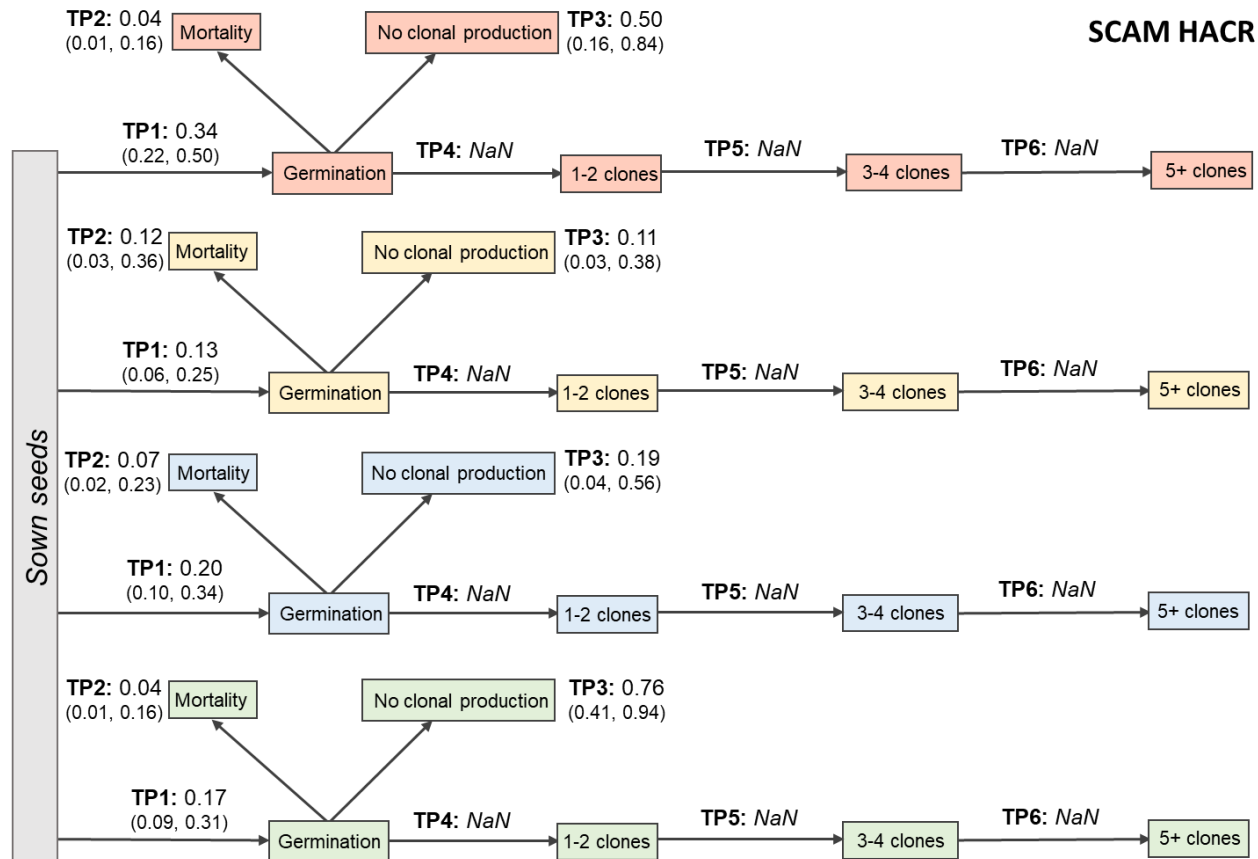 SCAM HACR
Sown seeds
TP2: 0.04
(0.01, 0.16)
Mortality
No clonal production
TP3: 0.50
(0.16, 0.84)
TP1: 0.34
(0.22, 0.50)
Germination
TP4: NaN
1-2 clones
TP5: NaN
3-4 clones
TP6: NaN
5+ clones
TP2: 0.12
(0.03, 0.36)
Mortality
No clonal production
TP3: 0.11
(0.03, 0.38)
TP1: 0.13
(0.06, 0.25)
Germination
TP4: NaN
1-2 clones
TP5: NaN
3-4 clones
TP6: NaN
5+ clones
TP2: 0.07
(0.02, 0.23)
Mortality
No clonal production
TP3: 0.19
(0.04, 0.56)
TP1: 0.20
(0.10, 0.34)
Germination
TP4: NaN
1-2 clones
TP5: NaN
3-4 clones
TP6: NaN
5+ clones
TP2: 0.04
(0.01, 0.16)
Mortality
No clonal production
TP3: 0.76
(0.41, 0.94)
TP1: 0.17
(0.09, 0.31)
Germination
TP4: NaN
1-2 clones
TP5: NaN
3-4 clones
TP6: NaN
5+ clones